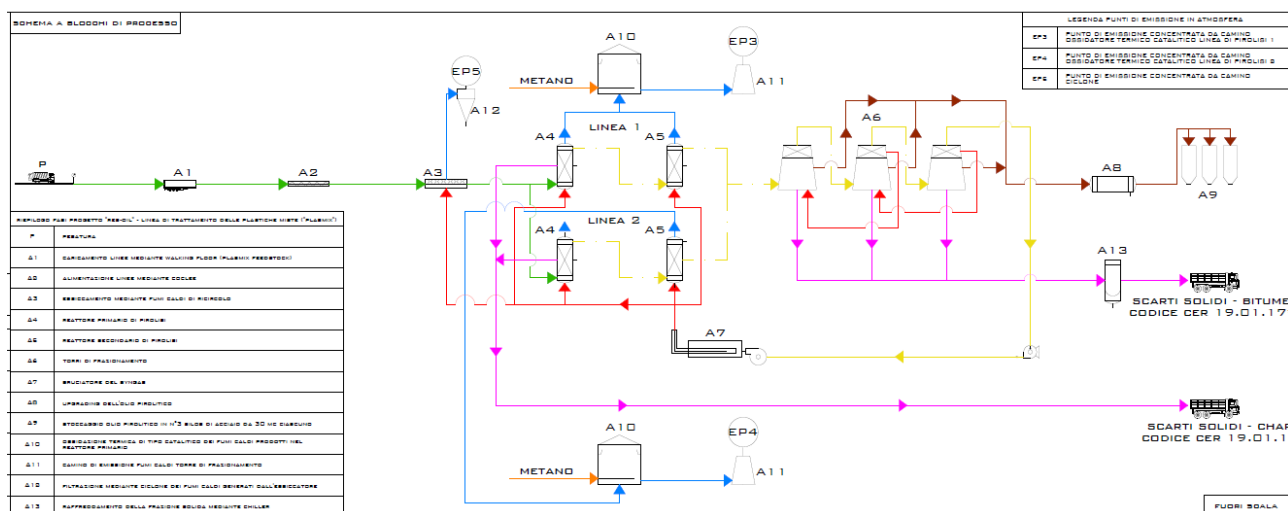 SCHEMA A BLOCCHI DI PROCESSO
LEGENDA PUNTI DI EMISSIONE IN ATMOSFERA
EP3 PUNTO DI EMISSIONE CONCENTRATA DA CAMINO
OSSIDATORE TERMICO CATALITICO LINEA DI PIROLISI 1
EP4 PUNTO DI EMISSIONE CONCENTRATA DA CAMINO
OSSIDATORE TERMICO CATALITICO LINEA DI PIROLISI 2
EP5 PUNTO DI EMISSIONE CONCENTRATA DA CAMINO
CICLONE
A10
EP3
METANO
A11
EP5
A12
A4
LINEA 1
A5
A6
P
A1
A2
A3
A8
A9
LINEA 2
A4
A5
A13
SCARTI SOLIDI - BITUME
CODICE CER 19.01.17
A7
SCARTI SOLIDI - CHAR
CODICE CER 19.01.1
A10
EP4
METANO
A11
FUORI SCALA
RIEPILOGO FASI PROGETTO "RESIOIL" - LINEA DI TRATTAMENTO DELLE PLASTICHE MISTE ("PLASMIX")
P PESATURA
A1 CARICAMENTO LINEE MEDIANTE WALKING FLOOR (PLASMIX FEEDSTOCK)
A2 ALIMENTAZIONE LINEE MEDIANTE COCLEE
A3 ESSICCAMENTO MEDIANTE FUMI CALDI DI RICIRCOLO
A4 REATTORE PRIMARIO DI PIROLISI
A5 REATTORE SECONDARIO DI PIROLISI
A6 TORRI DI FRAZIONAMENTO
A7 BRUCIATORE DEL SYNGAS
A8 UPGRADING DELL'OLIO PIROLITICO
A9 STOCCAGGIO OLIO PIROLITICO IN N°3 SILOS DI ACCIAIO DA 30 MC CIASCUNO
A10 OSSIDAZIONE TERMICA DI TIPO CATALITICO DEI FUMI CALDI PRODOTTI NEL
REATTORE PRIMARIO
A11 CAMINO DI EMISSIONE FUMI CALDI TORRE DI FRAZIONAMENTO
A12 FILTRAZIONE MEDIANTE CICLONE DEI FUMI CALDI GENERATI DALL'ESSICCATORE
A13 RAFFREDDAMENTO DELLA FRAZIONE SOLIDA MEDIANTE CHILLER